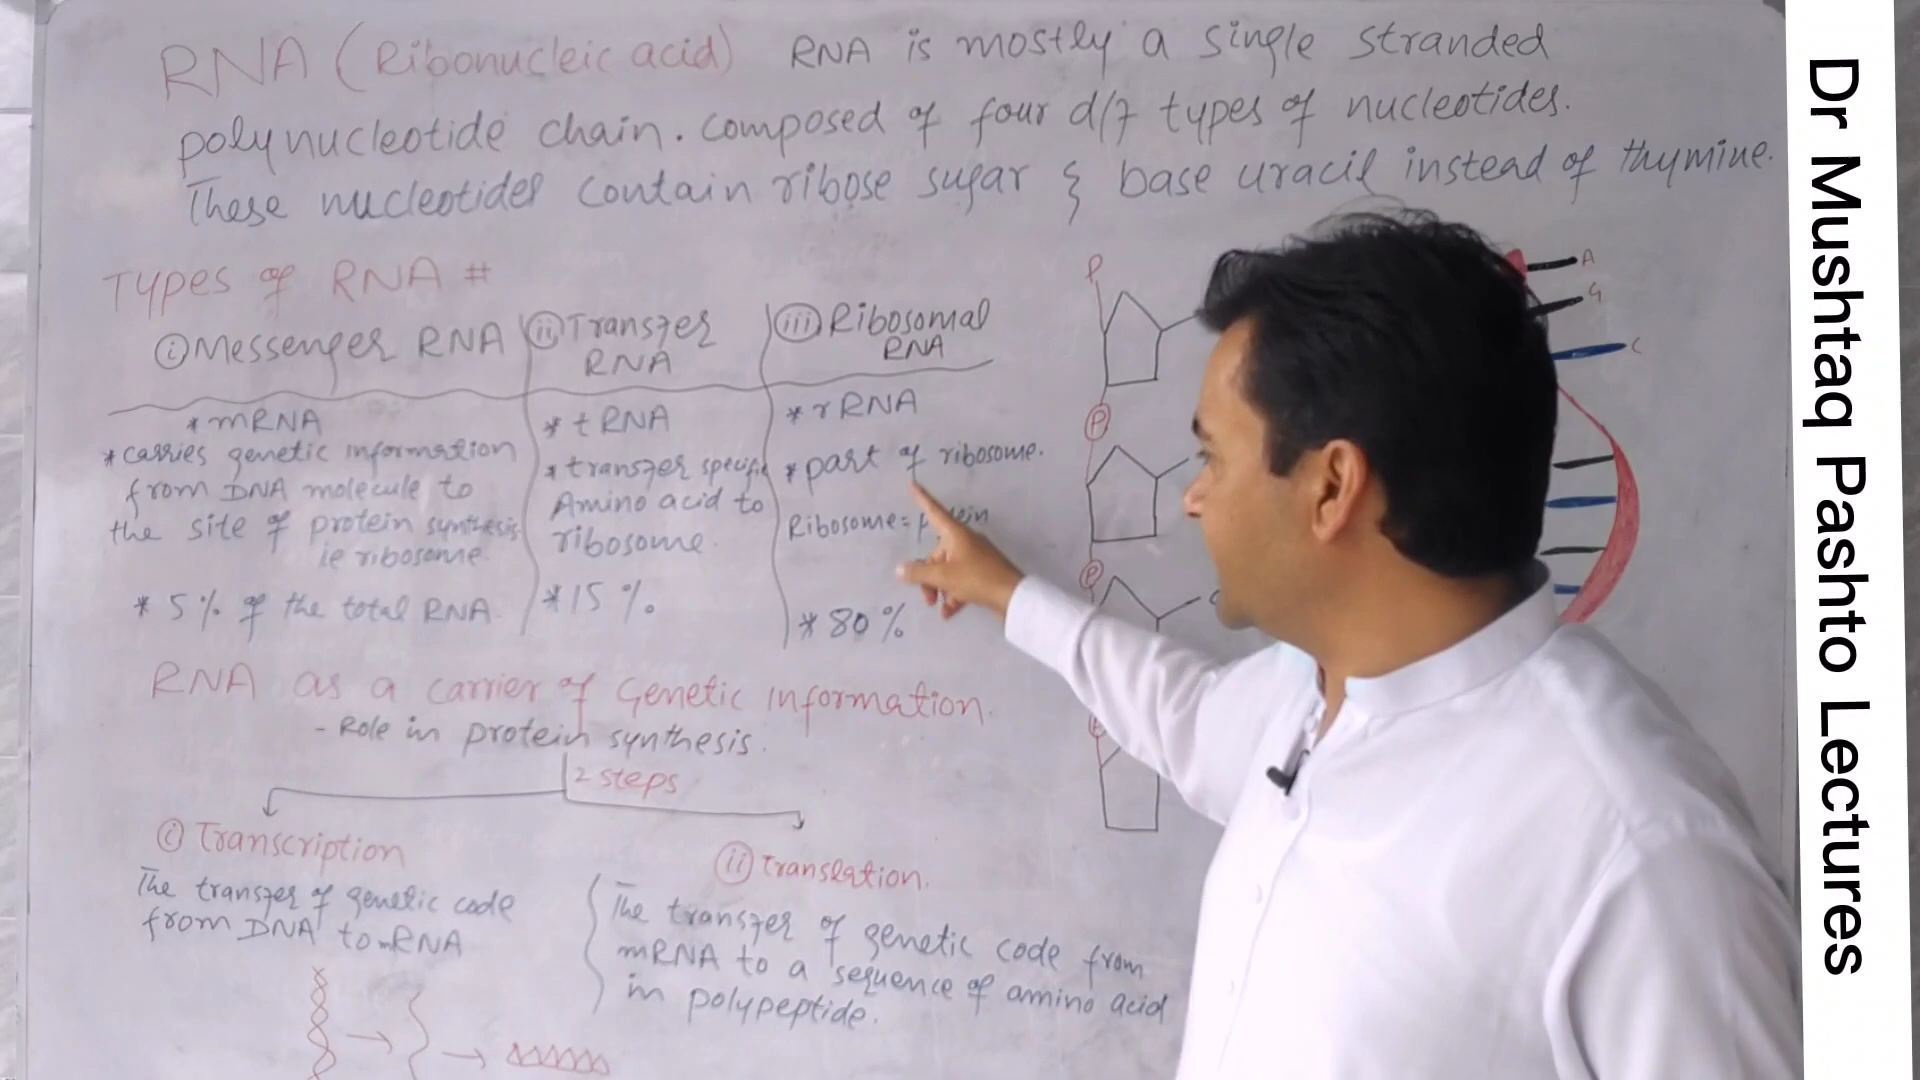 RNA (Ribonucleic acid) RNA is mostly a single stranded
polynucleotide chain. composed of four d/f types of nucleotides.
These nucleotides contain ribose sugar & base uracil instead of thymine.
Types of RNA #
(i) Messenger RNA
(ii) Transfer
RNA
(iii) Ribosomal
RNA
* mRNA
* carries genetic information
from DNA molecule to
the site of protein synthesis
ie ribosome.
* 5% of the total RNA.
* tRNA
* transfer specific
Amino acid to
ribosome.
* 15 %.
* rRNA
* part of ribosome.
Ribosome =
* 80%
RNA as a carrier of Genetic Information.
- Role in protein synthesis.
2 steps
(i) Transcription
The transfer of genetic code
from DNA to mRNA
(ii) Translation.
The transfer of genetic code from
mRNA to a sequence of amino acid
in polypeptide.
P
P
P
A
G
C
Dr Mushtaq Pashto Lectures